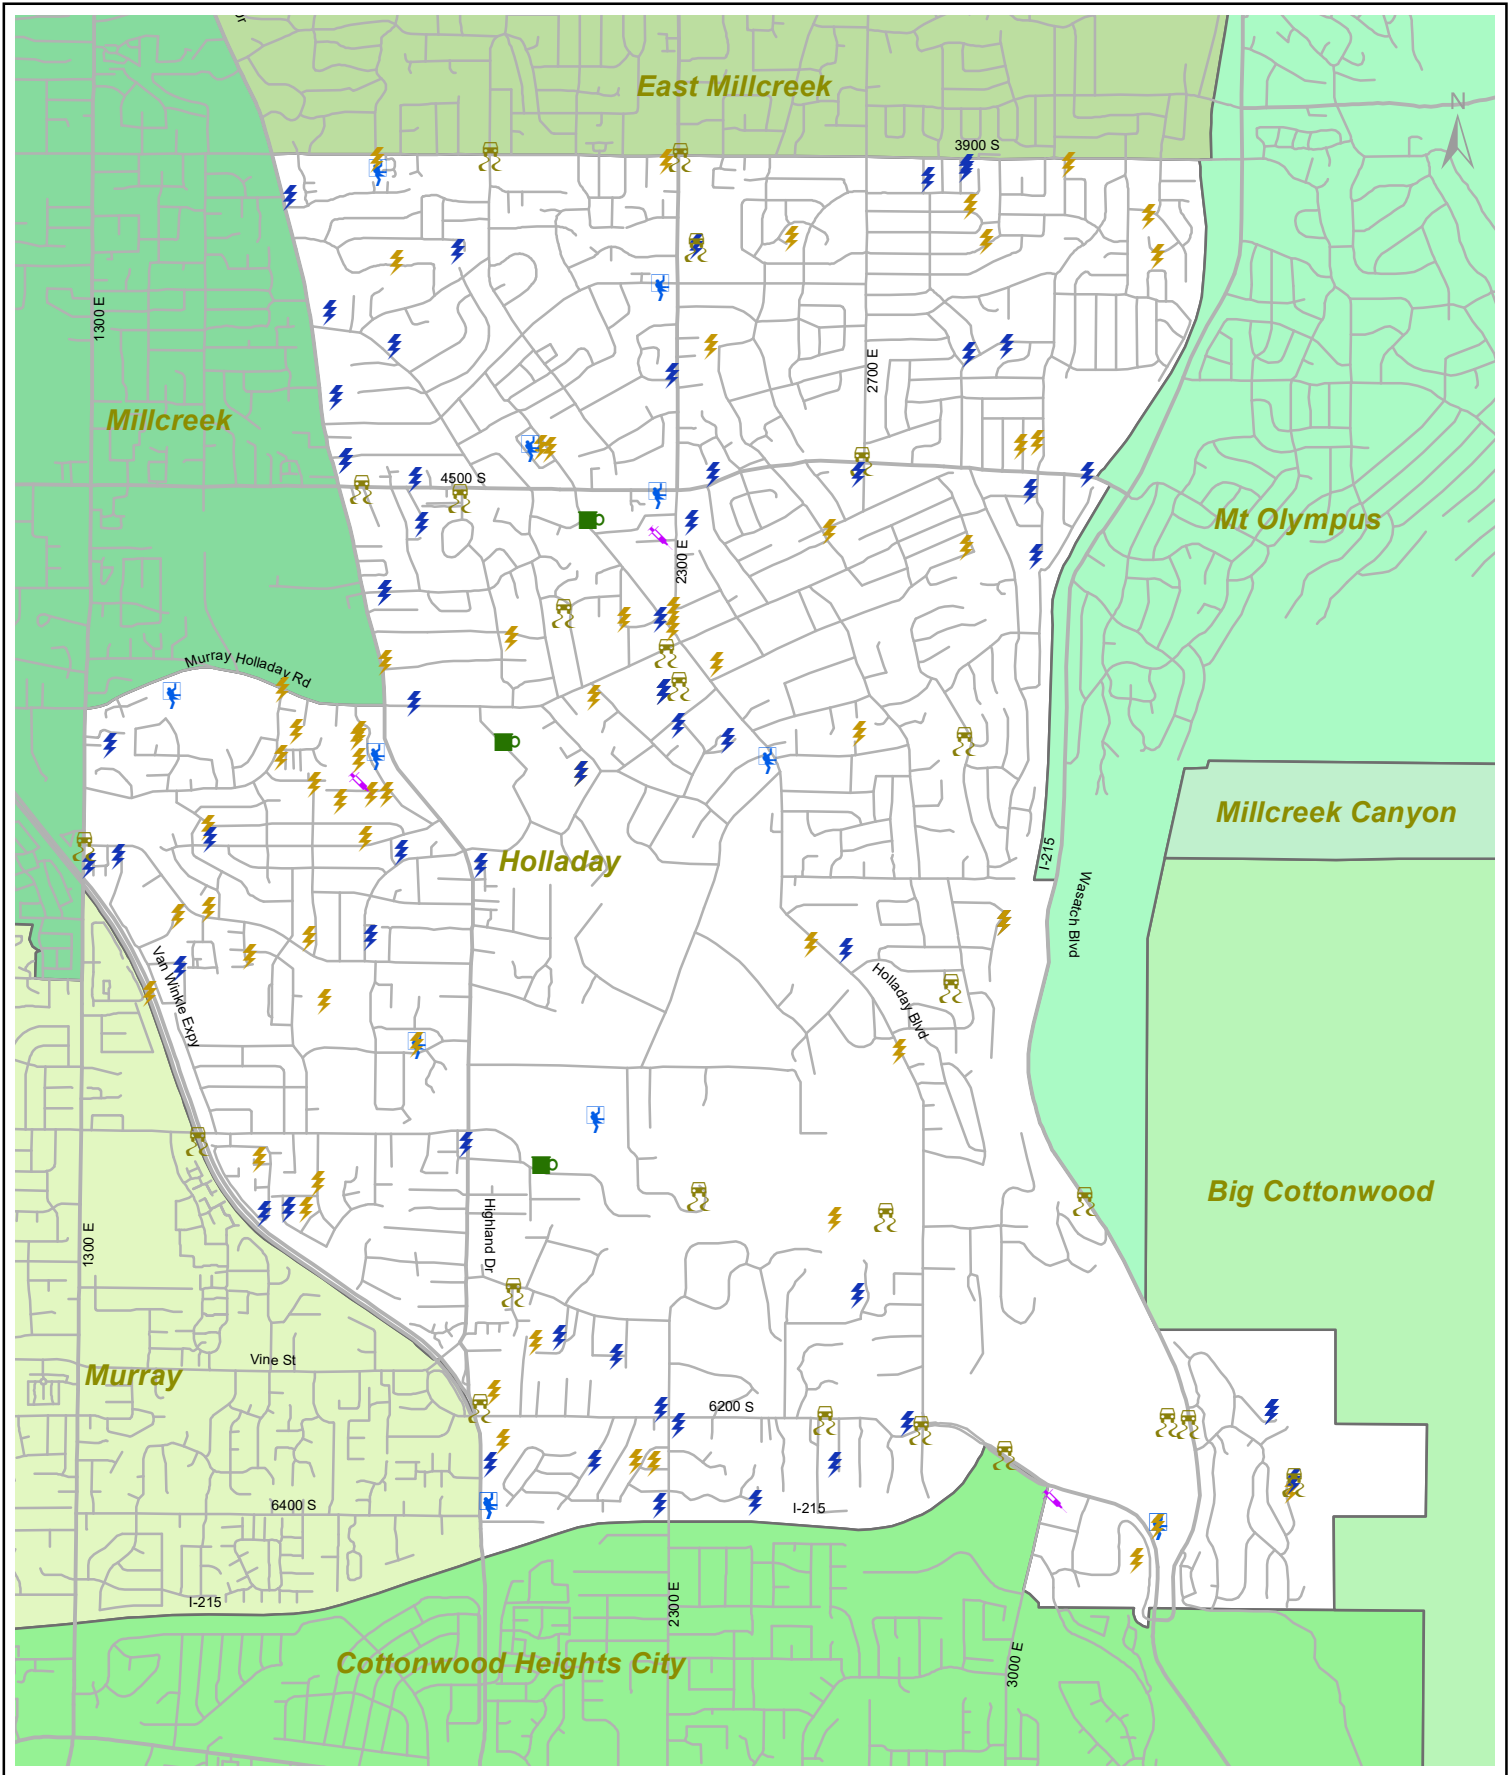 Dr
East Millcreek
N
3900 S
1300 E
2700 E
Millcreek
4500 S
Mt Olympus
2300 E
Murray Holladay Rd
Millcreek Canyon
I-215
Holladay
Wasatch Blvd
Van Winkle Expy
Holladay Blvd
Big Cottonwood
Highland Dr
1300 E
Vine St
Murray
6200 S
6400 S
I-215
I-215
2300 E
3000 E
Cottonwood Heights City